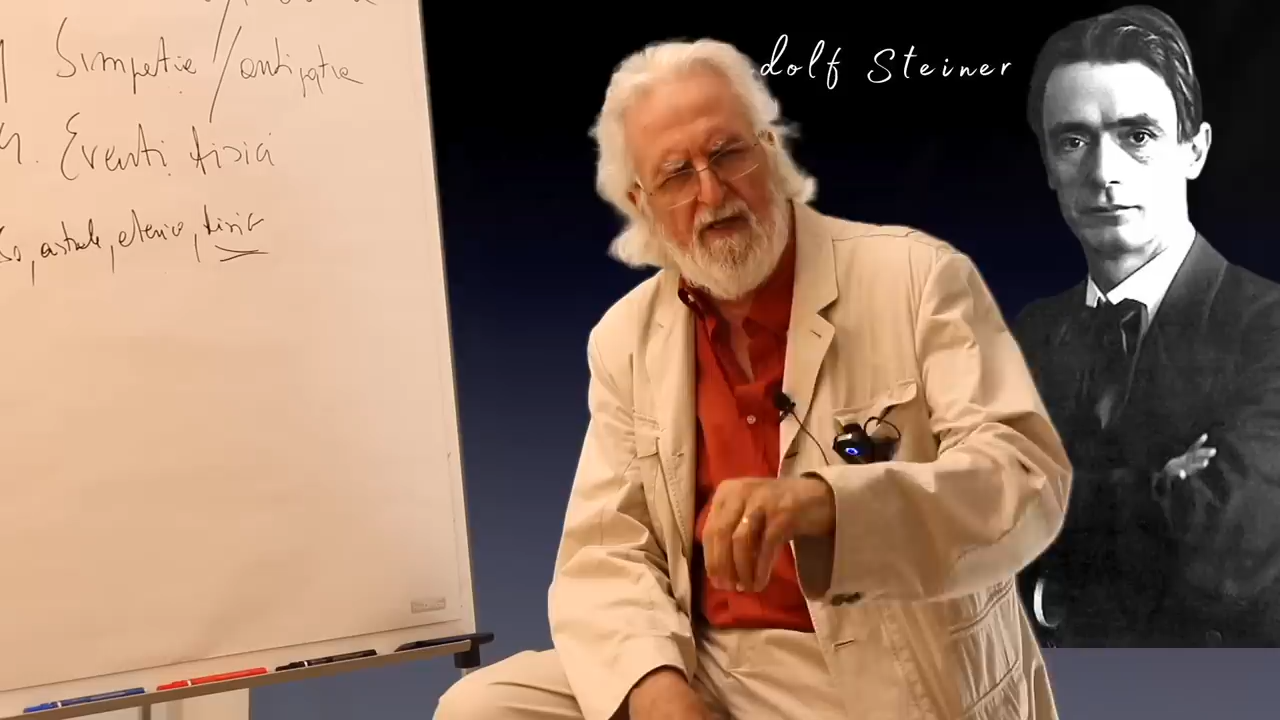 Simpatie / antipatie
4. Eventi fisici
astrale, eterico, fisico
dolf Steiner